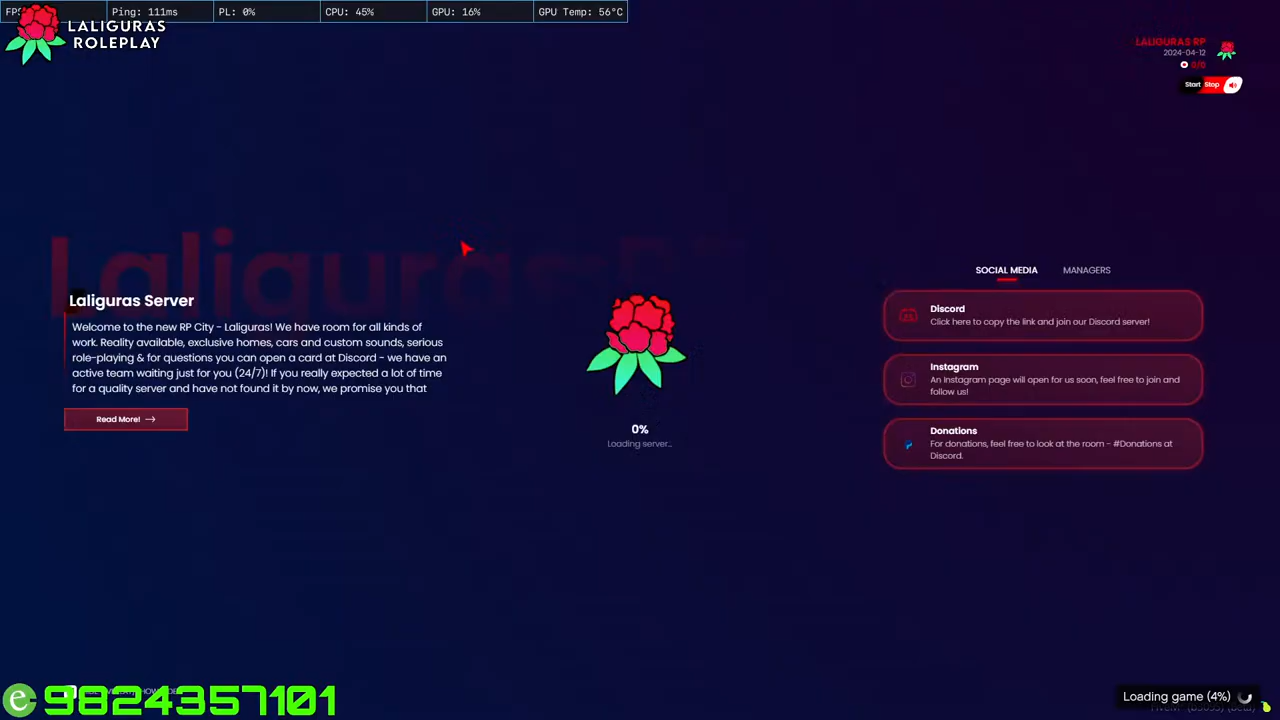 Ping: 111ms
PL: 0%
CPU: 45%
GPU: 16%
GPU Temp: 56°C
LALIGURAS
ROLEPLAY
LALIGURAS RP
2024-04-12
0/0
Start Stop
Laliguras Server
Welcome to the new RP City - Laliguras! We have room for all kinds of
work. Reality available, exclusive homes, cars and custom sounds, serious
role-playing & for questions you can open a card at Discord - we have an
active team waiting just for you (24/7)! If you really expected a lot of time
for a quality server and have not found it by now, we promise you that
Read More!
0%
Loading server...
SOCIAL MEDIA
MANAGERS
Discord
Click here to copy the link and join our Discord server!
Instagram
An Instagram page will open for us soon, feel free to join and
follow us!
Donations
For donations, feel free to look at the room - #Donations at
Discord.
9824357101
Loading game (4%)